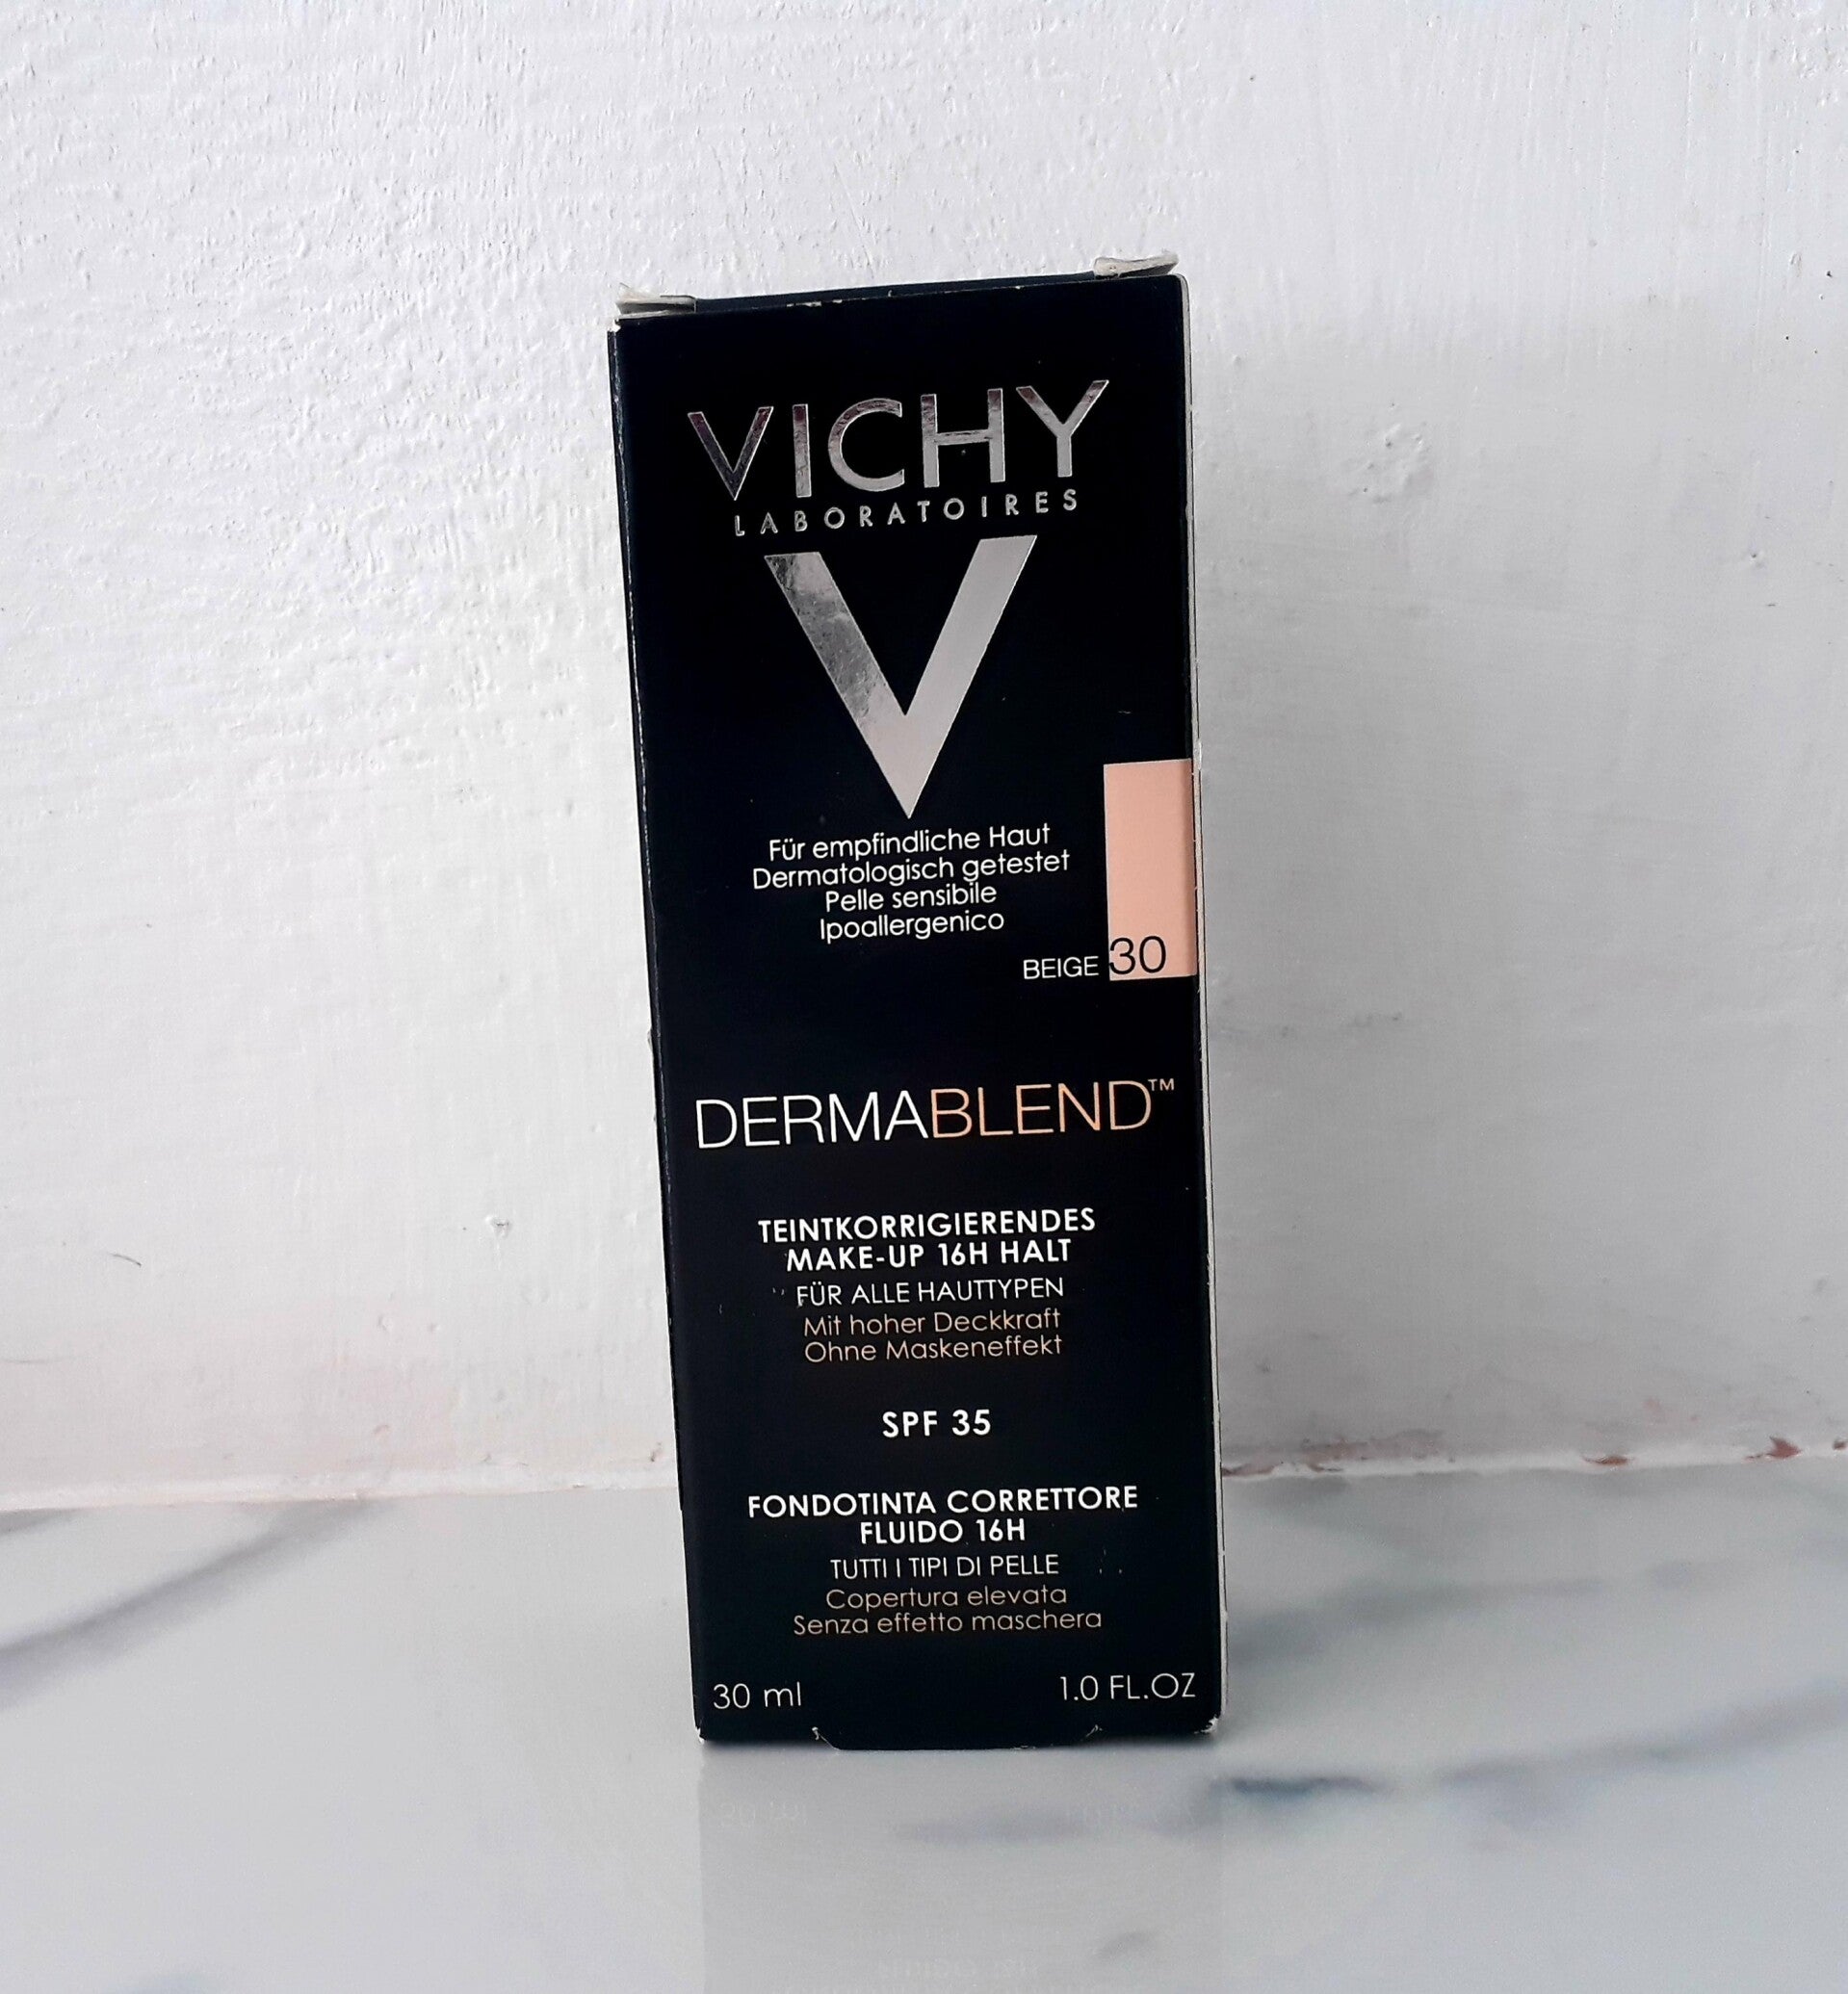 VICHY
LABORATOIRES
V
Für empfindliche Haut
Dermatologisch getestet
Pelle sensibile
Ipoallergenico
BEIGE 30
DERMABLEND™
TEINTKORRIGIERENDES
MAKE-UP 16H HALT
FÜR ALLE HAUTTYPEN
Mit hoher Deckkraft
Ohne Maskeneffekt
SPF 35
FONDOTINTA CORRETTORE
FLUIDO 16H
TUTTI I TIPI DI PELLE
Copertura elevata
Senza effetto maschera
30 ml 1.0 FL.OZ